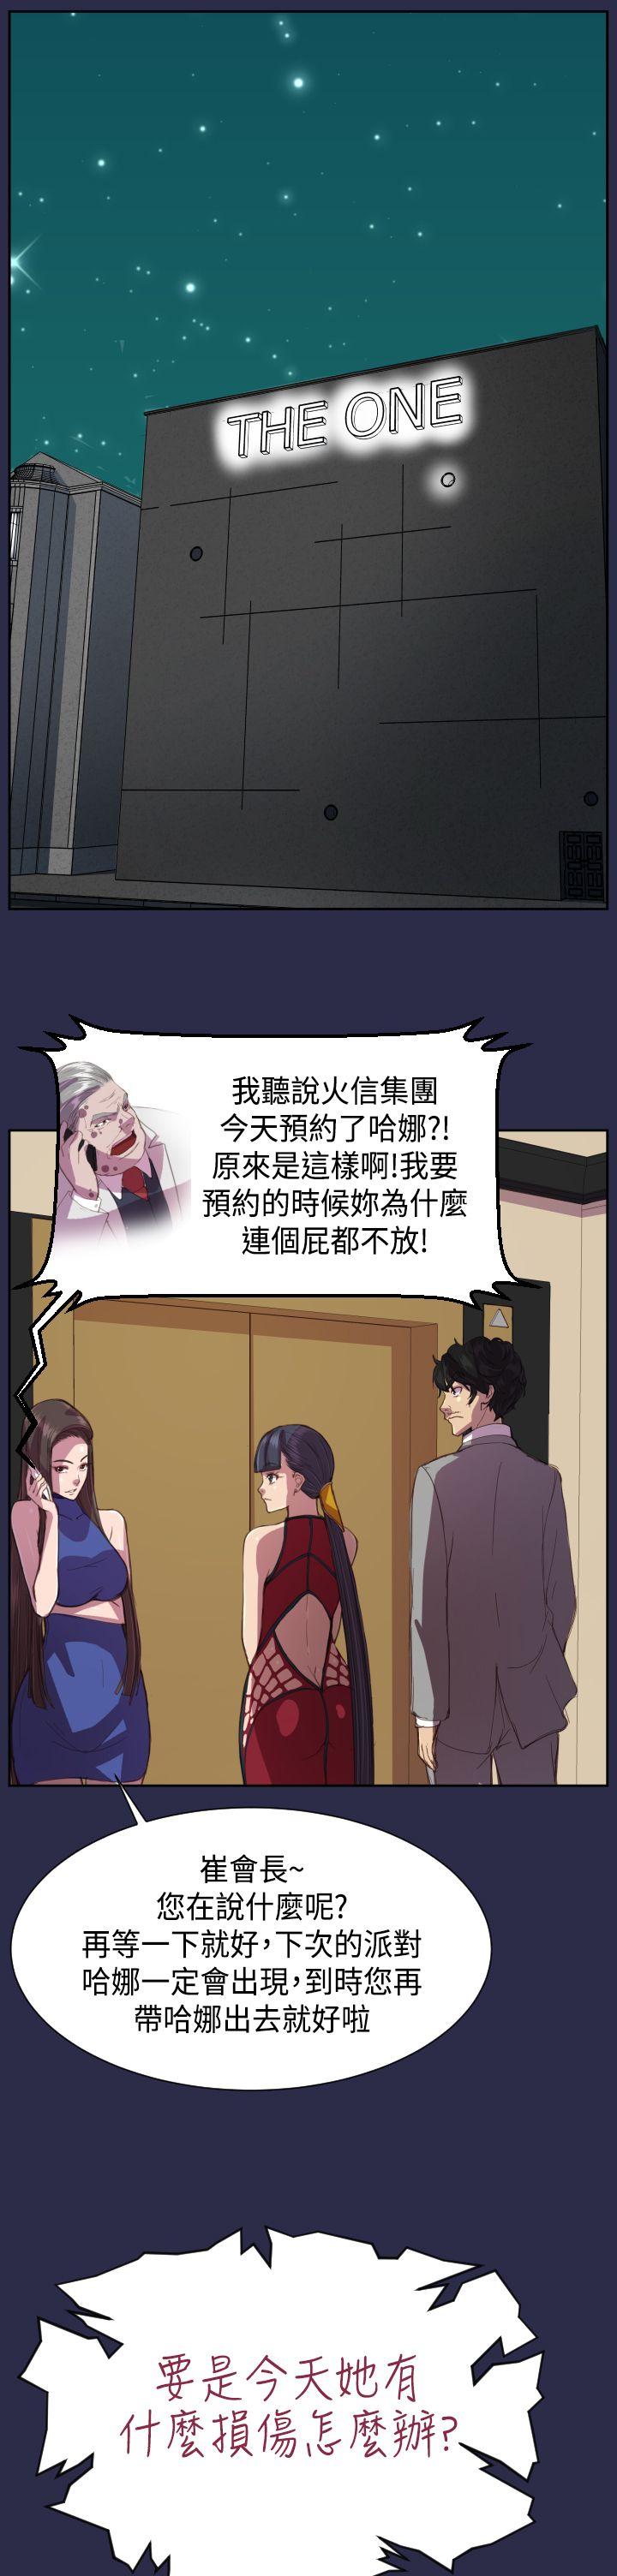 THE ONE
我聽說火信集團
今天預約了哈娜?!
原來是這樣啊!我要
預約的時候妳為什麼
連個屁都不放!
崔會長~
您在說什麼呢?
再等一下就好,下次的派對
哈娜一定會出現,到時您再
帶哈娜出去就好啦
要是今天她有
什麼損傷怎麼辦?